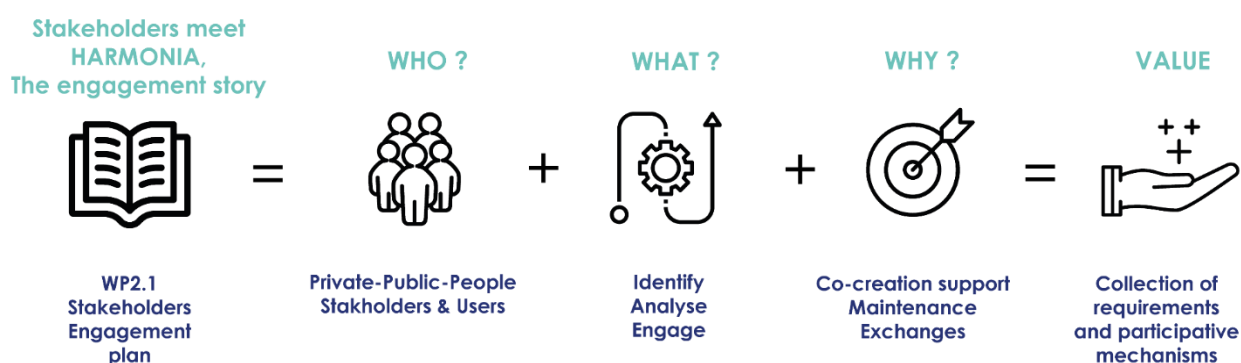 Stakeholders meet
HARMONIA,
The engagement story
WHO ?
WHAT ?
WHY ?
VALUE
=
+
+
=
WP2.1
Stakeholders
Engagement
plan
Private-Public-People
Stakholders & Users
Identify
Analyse
Engage
Co-creation support
Maintenance
Exchanges
Collection of
requirements
and participative
mechanisms